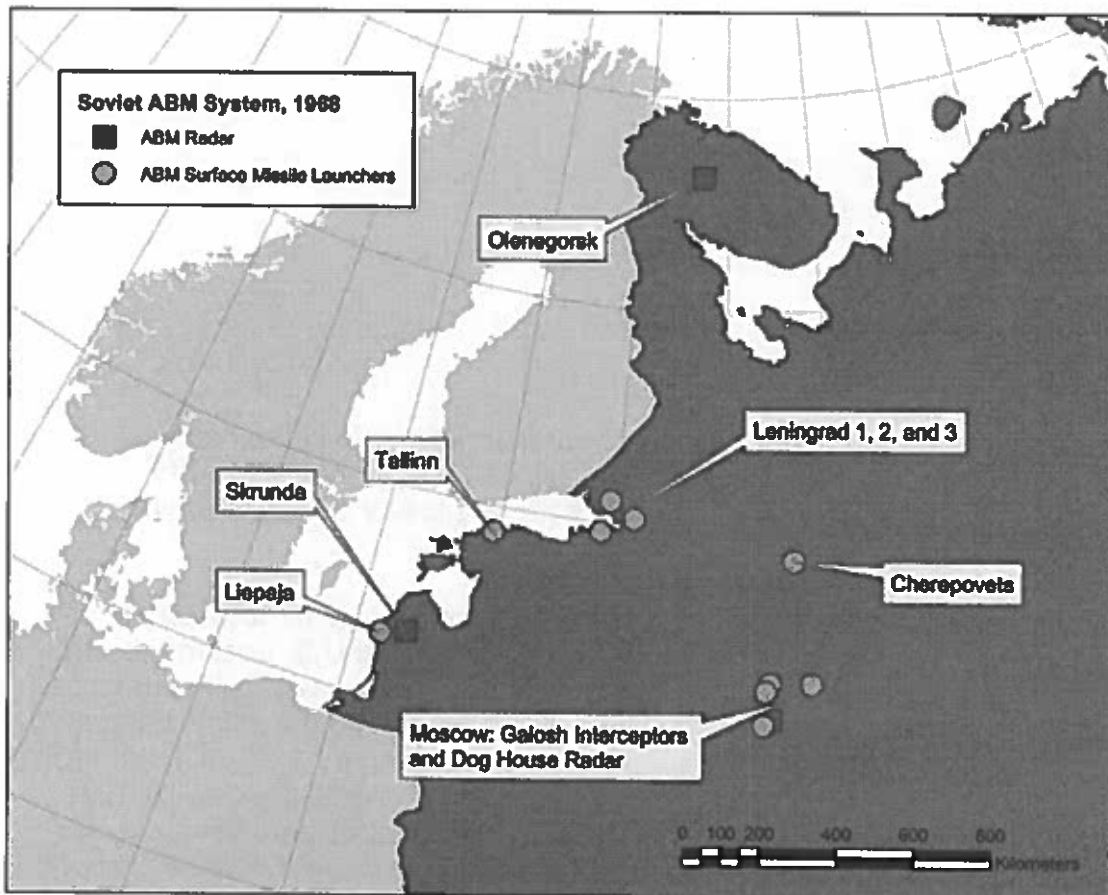 Soviet ABM System, 1968
ABM Radar
ABM Surface Missile Launchers
Olenegorsk
Leningrad 1, 2, and 3
Tallinn
Skrunda
Cherepovets
Liepaja
Moscow: Galosh Interceptors
and Dog House Radar
0 100 200 400 600 800
Kilometers